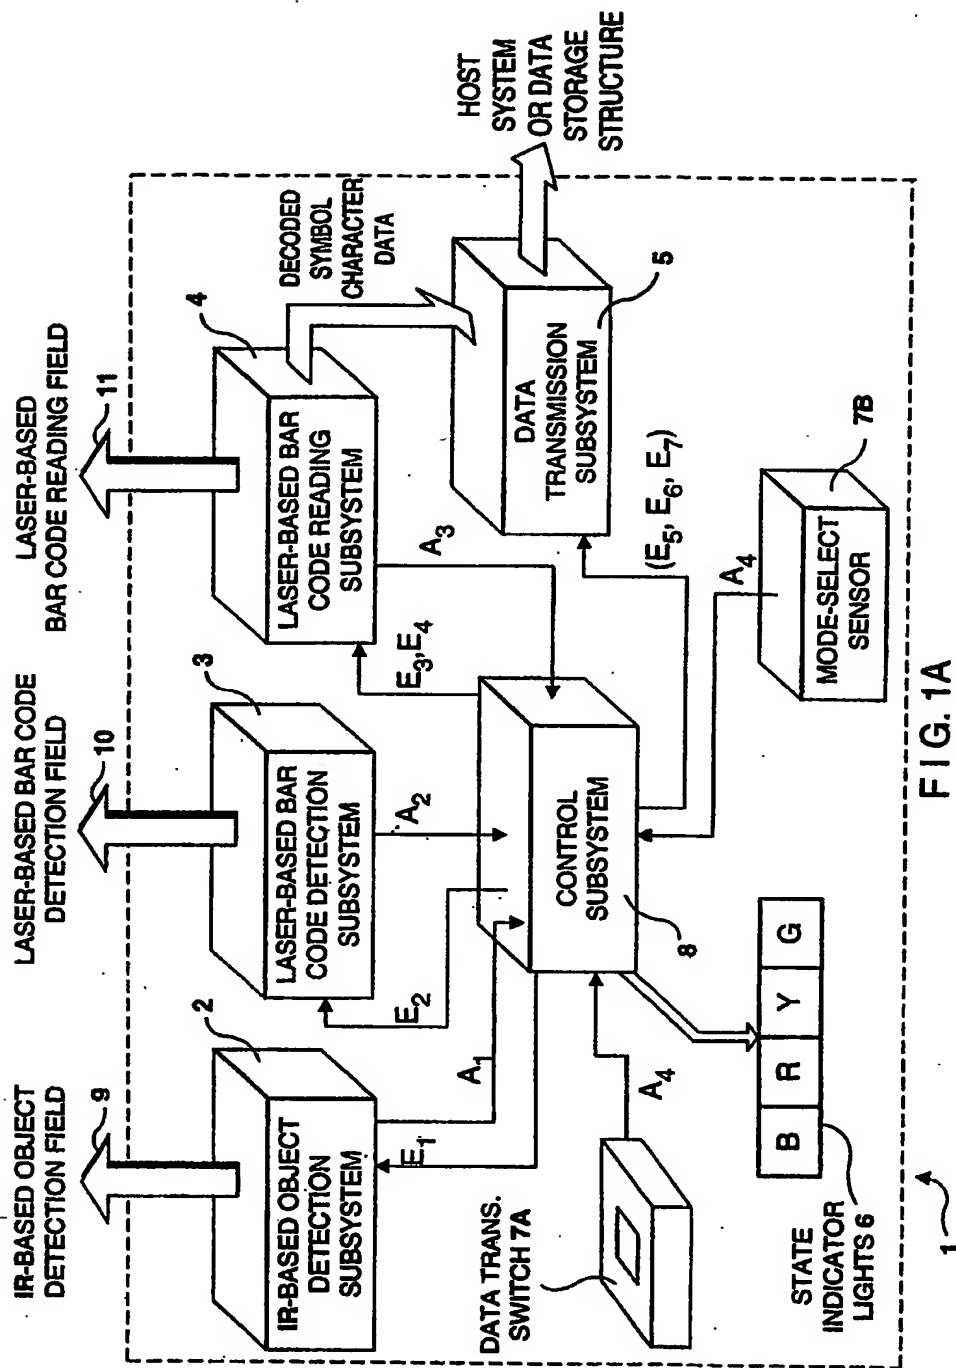 IR-BASED OBJECT
DETECTION FIELD
9
LASER-BASED BAR CODE
DETECTION FIELD
10
LASER-BASED
BAR CODE READING FIELD
11
2
IR-BASED OBJECT
DETECTION
SUBSYSTEM
3
LASER-BASED BAR
CODE DETECTION
SUBSYSTEM
4
LASER-BASED BAR
CODE READING
SUBSYSTEM
DECODED
SYMBOL
CHARACTER
DATA
HOST
SYSTEM
OR DATA
STORAGE
STRUCTURE
E1
A1
E2
A2
E3,E4
A3
DATA
TRANSMISSION
SUBSYSTEM
5
(E5, E6, E7)
CONTROL
SUBSYSTEM
8
DATA TRANS.
SWITCH 7A
A4
A4
MODE-SELECT
SENSOR
7B
STATE
INDICATOR
LIGHTS 6
B R Y G
1
FIG. 1A